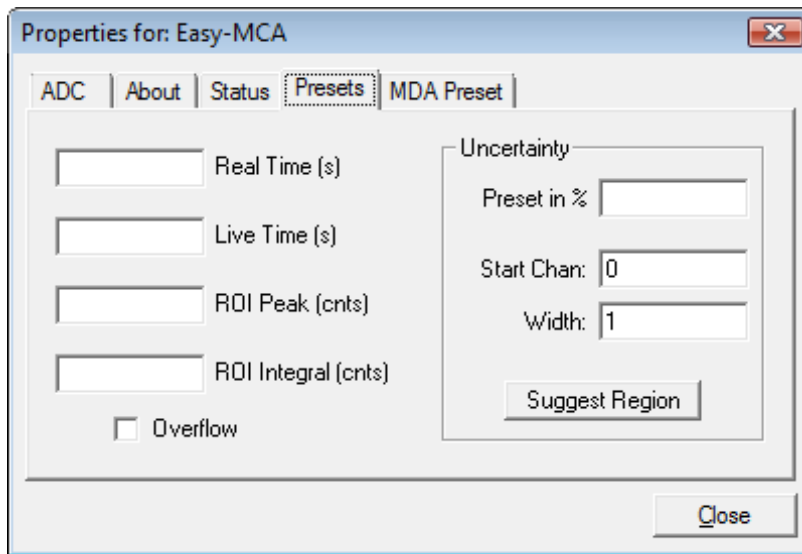 Properties for: Easy-MCA
ADC About Status Presets MDA Preset
Real Time (s)
Live Time (s)
ROI Peak (cnts)
ROI Integral (cnts)
Overflow
Uncertainty
Preset in %
Start Chan: 0
Width: 1
Suggest Region
Close